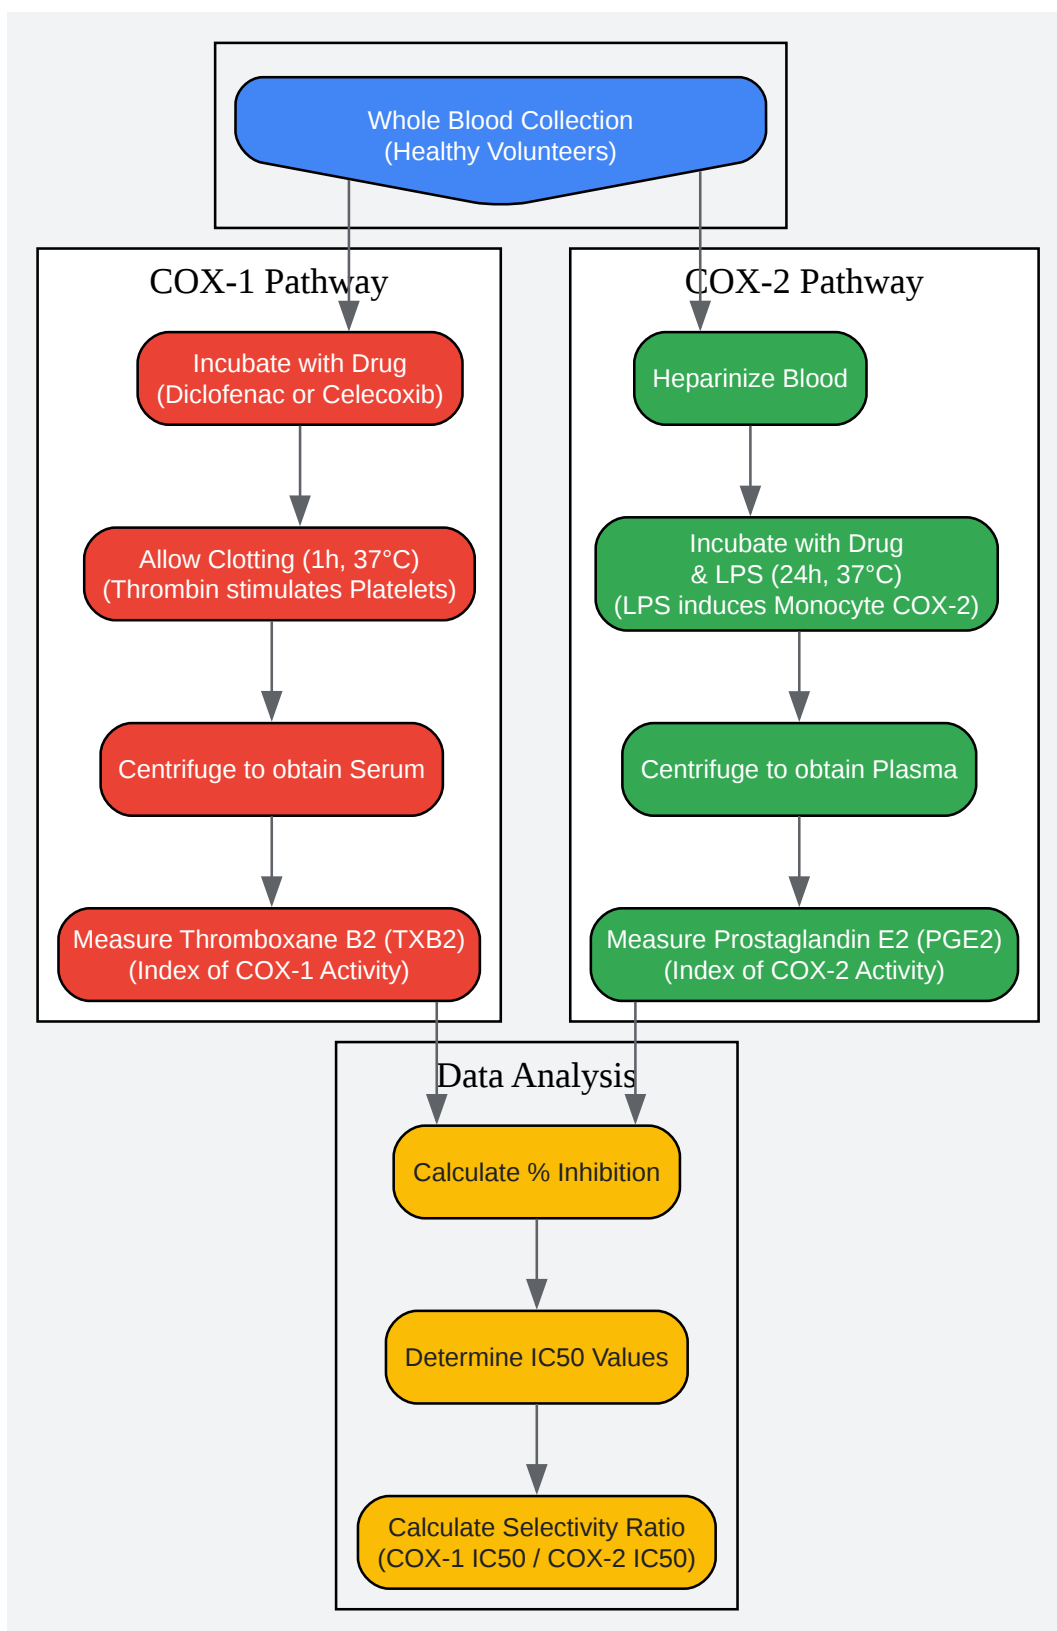 Whole Blood Collection
(Healthy Volunteers)
COX-1 Pathway
Incubate with Drug
(Diclofenac or Celecoxib)
Allow Clotting (1h, 37°C)
(Thrombin stimulates Platelets)
Centrifuge to obtain Serum
Measure Thromboxane B2 (TXB2)
(Index of COX-1 Activity)
COX-2 Pathway
Heparinize Blood
Incubate with Drug
& LPS (24h, 37°C)
(LPS induces Monocyte COX-2)
Centrifuge to obtain Plasma
Measure Prostaglandin E2 (PGE2)
(Index of COX-2 Activity)
Data Analysis
Calculate % Inhibition
Determine IC50 Values
Calculate Selectivity Ratio
(COX-1 IC50 / COX-2 IC50)